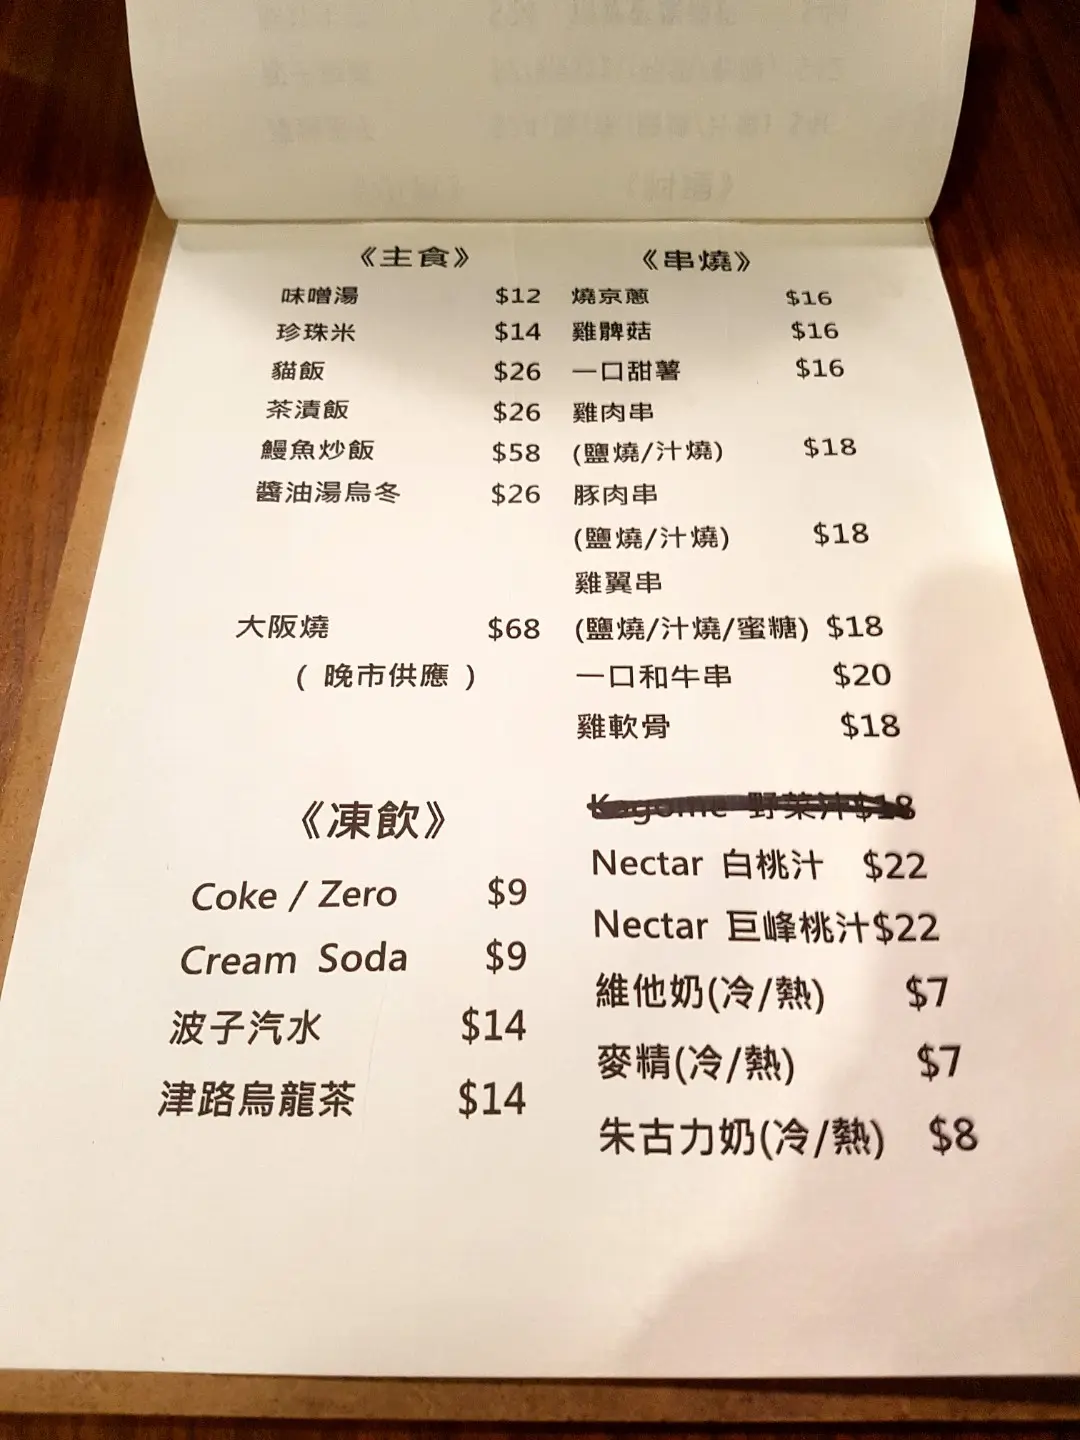 《主食》
味噌湯 $12
珍珠米 $14
貓飯 $26
茶漬飯 $26
鰻魚炒飯 $58
醬油湯烏冬 $26
大阪燒 $68
( 晚市供應 )
《串燒》
燒京蔥 $16
雞髀菇 $16
一口甜薯 $16
雞肉串
(鹽燒/汁燒) $18
豚肉串
(鹽燒/汁燒) $18
雞翼串
(鹽燒/汁燒/蜜糖) $18
一口和牛串 $20
雞軟骨 $18
《凍飲》
Coke / Zero $9
Cream Soda $9
波子汽水 $14
津路烏龍茶 $14
Kagome 野菜汁$18
Nectar 白桃汁 $22
Nectar 巨峰桃汁$22
維他奶(冷/熱) $7
麥精(冷/熱) $7
朱古力奶(冷/熱) $8